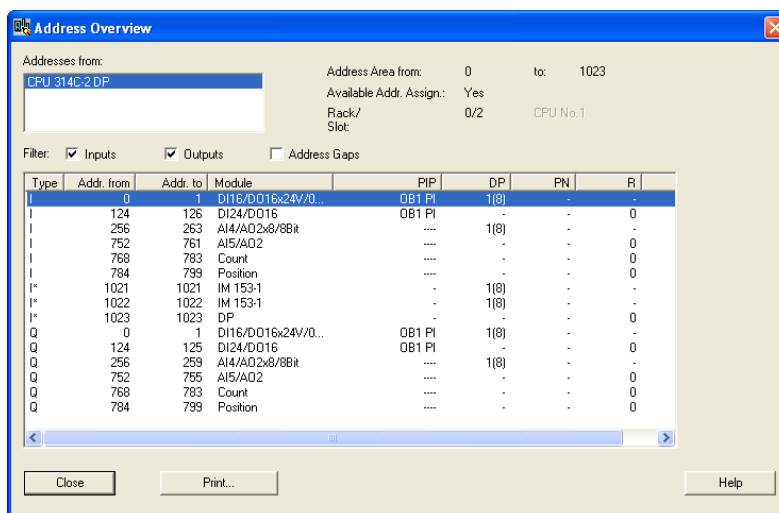 Address Overview
Addresses from:
CPU 314C-2 DP
Address Area from: 0 to: 1023
Available Addr. Assign.: Yes
Rack/ 0/2 CPU No.1
Slot:
Filter: Inputs Outputs Address Gaps
Type Addr. from Addr. to Module PIP DP PN R
I 0 1 DI16/DO16x24V/0... OB1 PI 1(8) - -
I 124 126 DI24/DO16 OB1 PI - - 0
I 256 263 AI4/AO2x8/8Bit ---- 1(8) - -
I 752 761 AI5/AO2 ---- - - 0
I 768 783 Count ---- - - 0
I 784 799 Position ---- - - 0
I* 1021 1021 IM 153-1 - 1(8) - -
I* 1022 1022 IM 153-1 - 1(8) - -
I* 1023 1023 DP - - - 0
Q 0 1 DI16/DO16x24V/0... OB1 PI 1(8) - -
Q 124 125 DI24/DO16 OB1 PI - - 0
Q 256 259 AI4/AO2x8/8Bit ---- 1(8) - -
Q 752 755 AI5/AO2 ---- - - 0
Q 768 783 Count ---- - - 0
Q 784 799 Position ---- - - 0
Close Print... Help